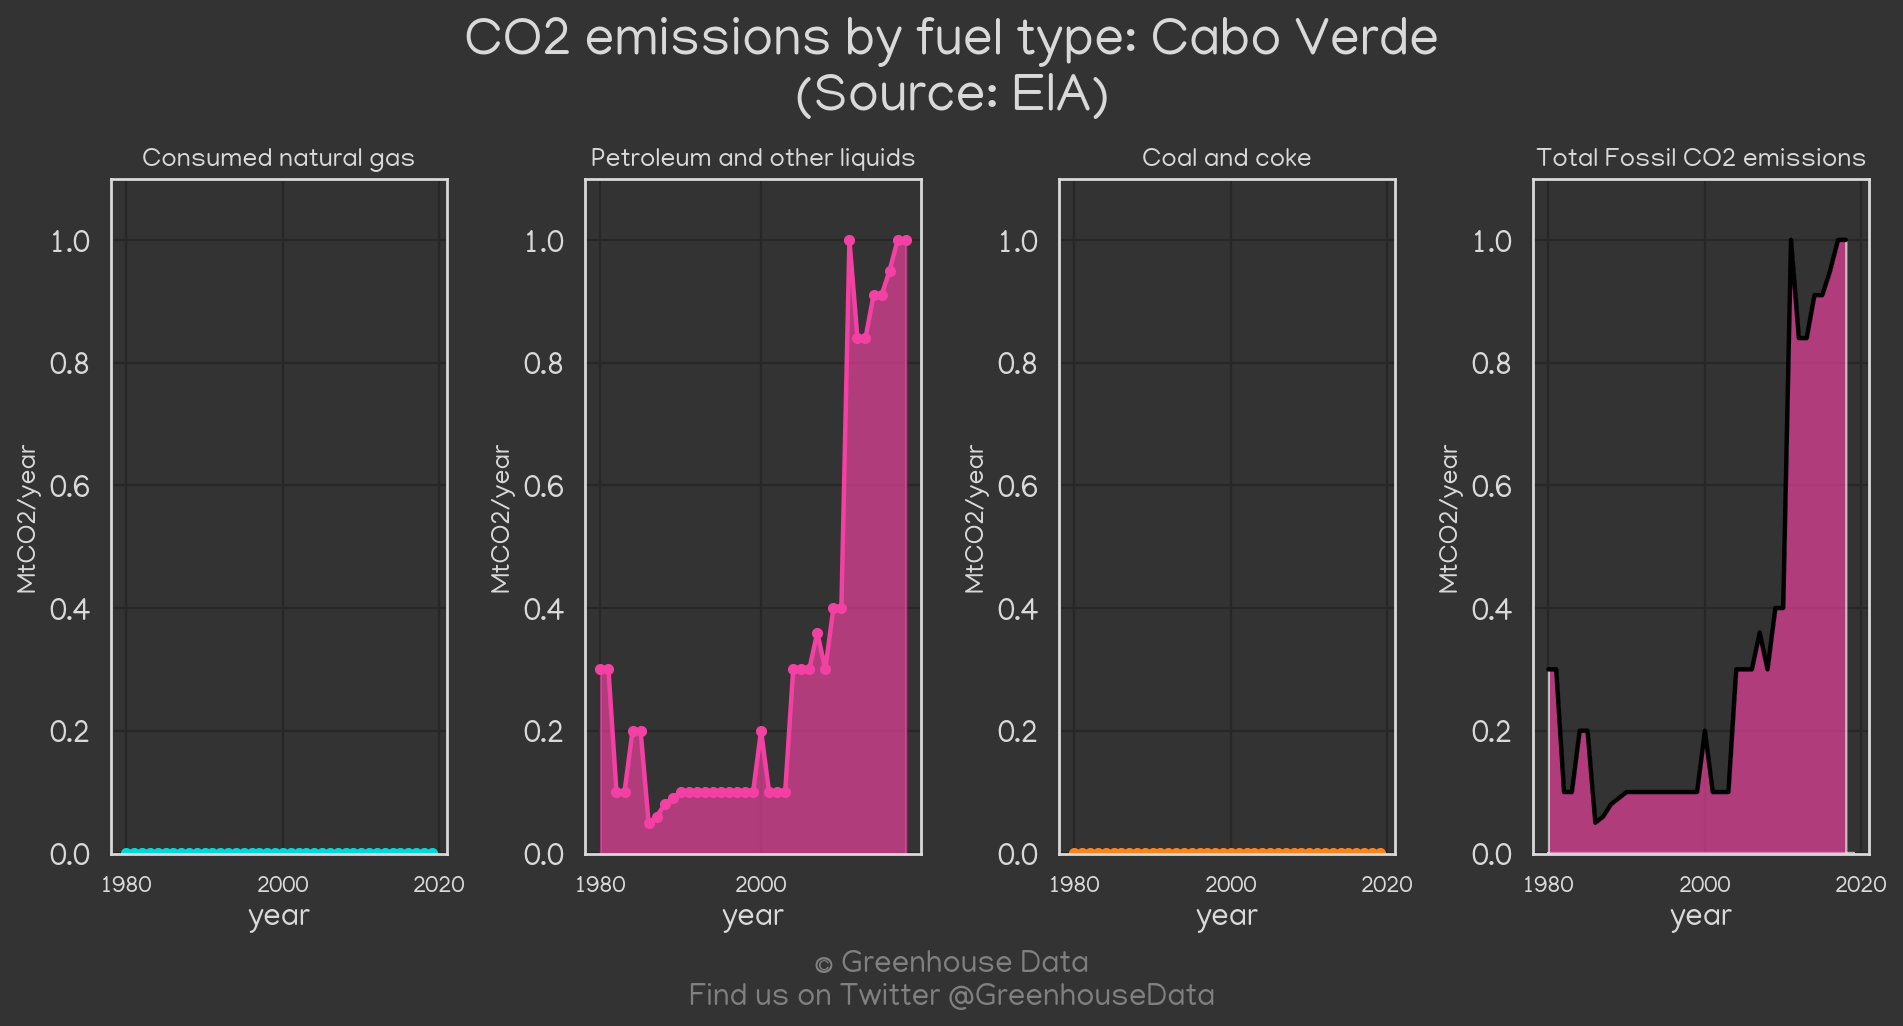 CO2 emissions by fuel type: Cabo Verde
(Source: EIA)
Consumed natural gas
Petroleum and other liquids
Coal and coke
Total Fossil CO2 emissions
MtCO2/year
1.0
0.8
0.6
0.4
0.2
0.0
1980 2000 2020
year
MtCO2/year
1.0
0.8
0.6
0.4
0.2
0.0
1980 2000
year
MtCO2/year
1.0
0.8
0.6
0.4
0.2
0.0
1980 2000 2020
year
MtCO2/year
1.0
0.8
0.6
0.4
0.2
0.0
1980 2000 2020
year
© Greenhouse Data
Find us on Twitter @GreenhouseData